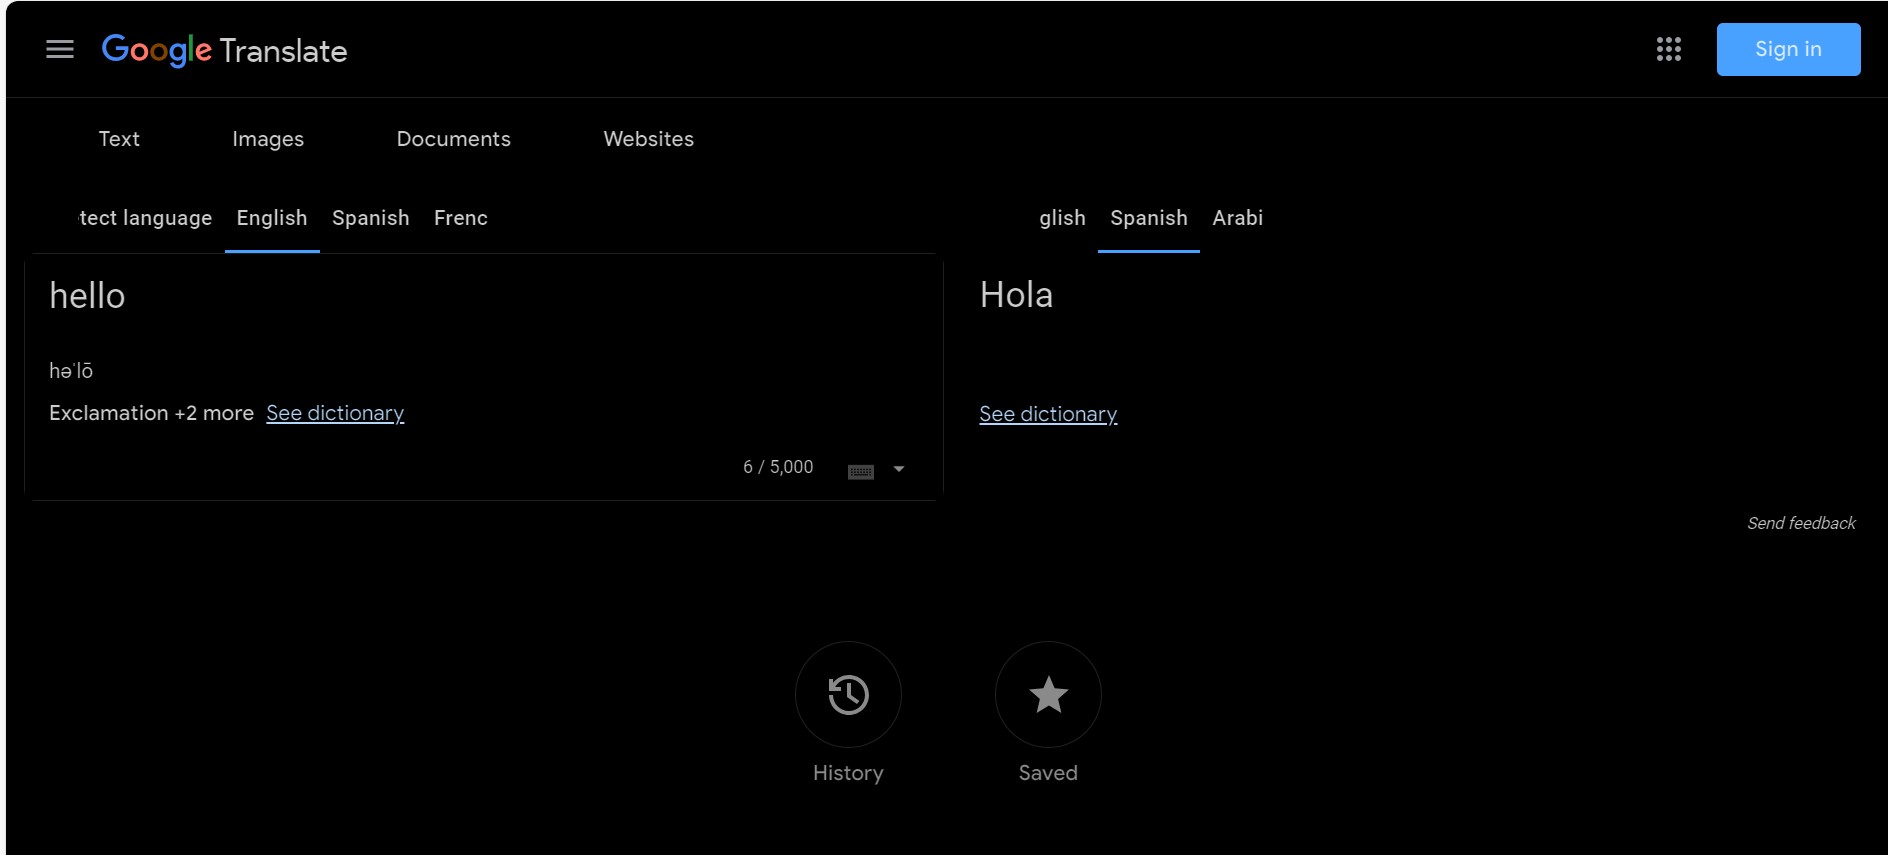 Google Translate
Sign in
Text Images Documents Websites
tect language English Spanish Frenc
glish Spanish Arabi
hello
həˈlō
Exclamation +2 more See dictionary
6 / 5,000
Hola
See dictionary
Send feedback
History
Saved